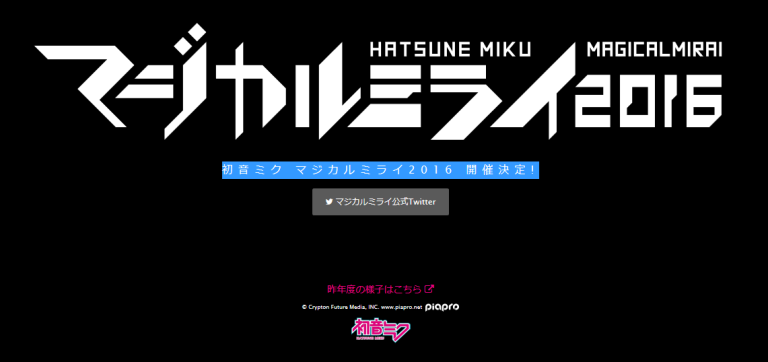 マジカルミライ2016
HATSUNE MIKU MAGICALMIRAI
初音ミク マジカルミライ2016 開催決定!
マジカルミライ公式Twitter
昨年度の様子はこちら
© Crypton Future Media, INC. www.piapro.net piapro
初音ミク
HATSUNE MIKU